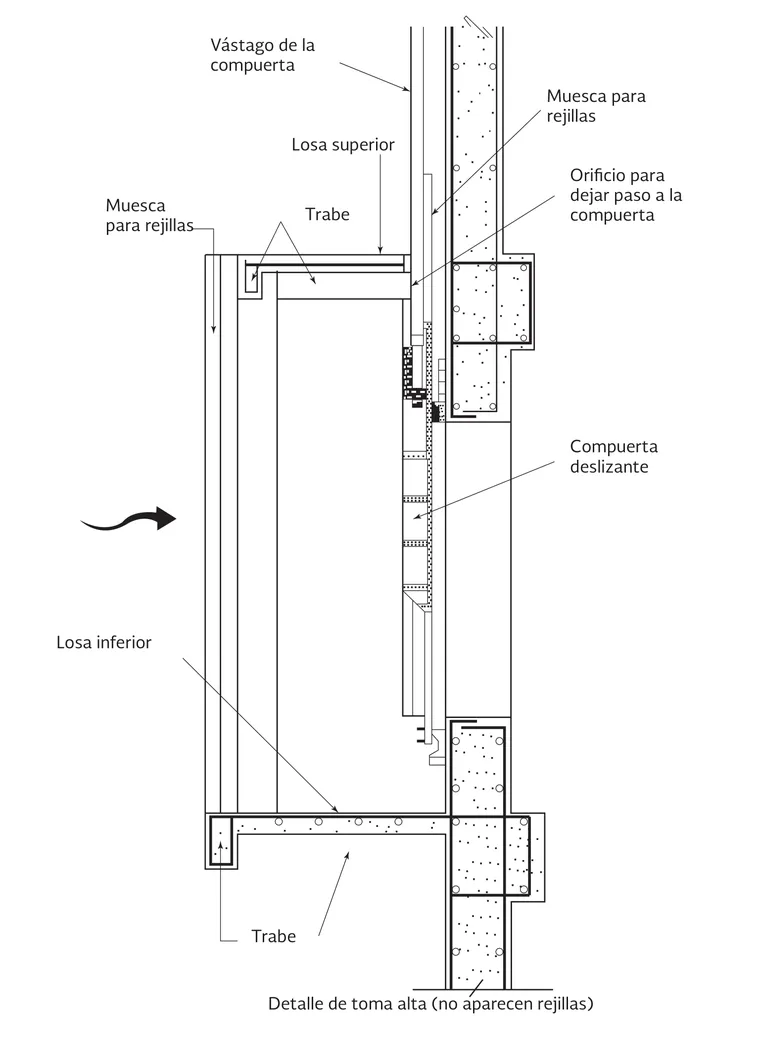 Vástago de la
compuerta
Muesca para
rejillas
Losa superior
Orificio para
dejar paso a la
compuerta
Muesca
para rejillas
Trabe
Compuerta
deslizante
Losa inferior
Trabe
Detalle de toma alta (no aparecen rejillas)